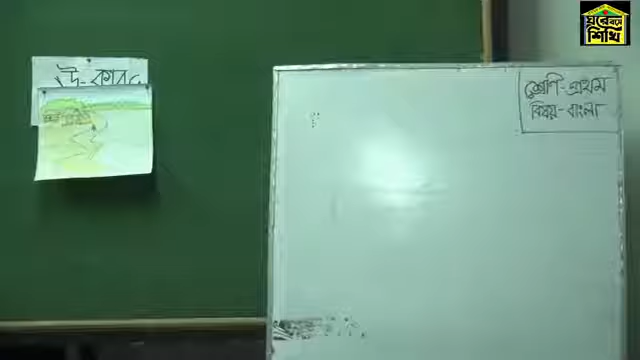 উ-কার
শ্রেণি-প্রথম
বিষয়-বাংলা
ঘরে বসে
শিখি